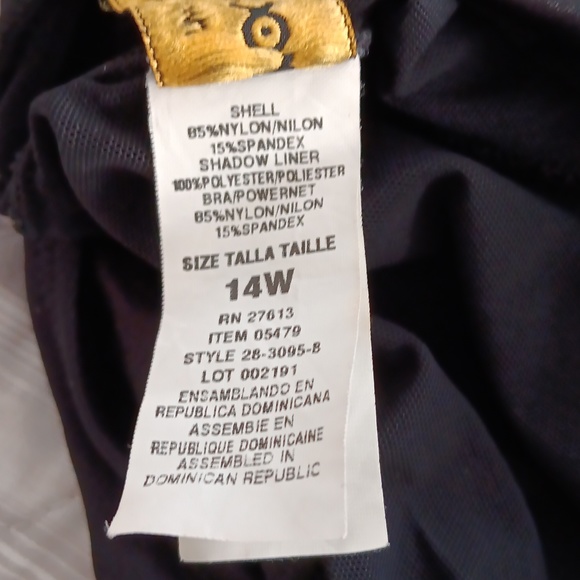 SHELL
85%NYLON/NILON
15%SPANDEX
SHADOW LINER
100%POLYESTER/POLIESTER
BRA/POWERNET
85%NYLON/NILON
15%SPANDEX
SIZE TALLA TAILLE
14W
RN 27613
ITEM 05479
STYLE 28-3095-8
LOT 002191
ENSAMBLANDO EN
REPUBLICA DOMINICANA
ASSEMBIE EN
REPUBLIQUE DOMINICAINE
ASSEMBLED IN
DOMINICAN REPUBLIC